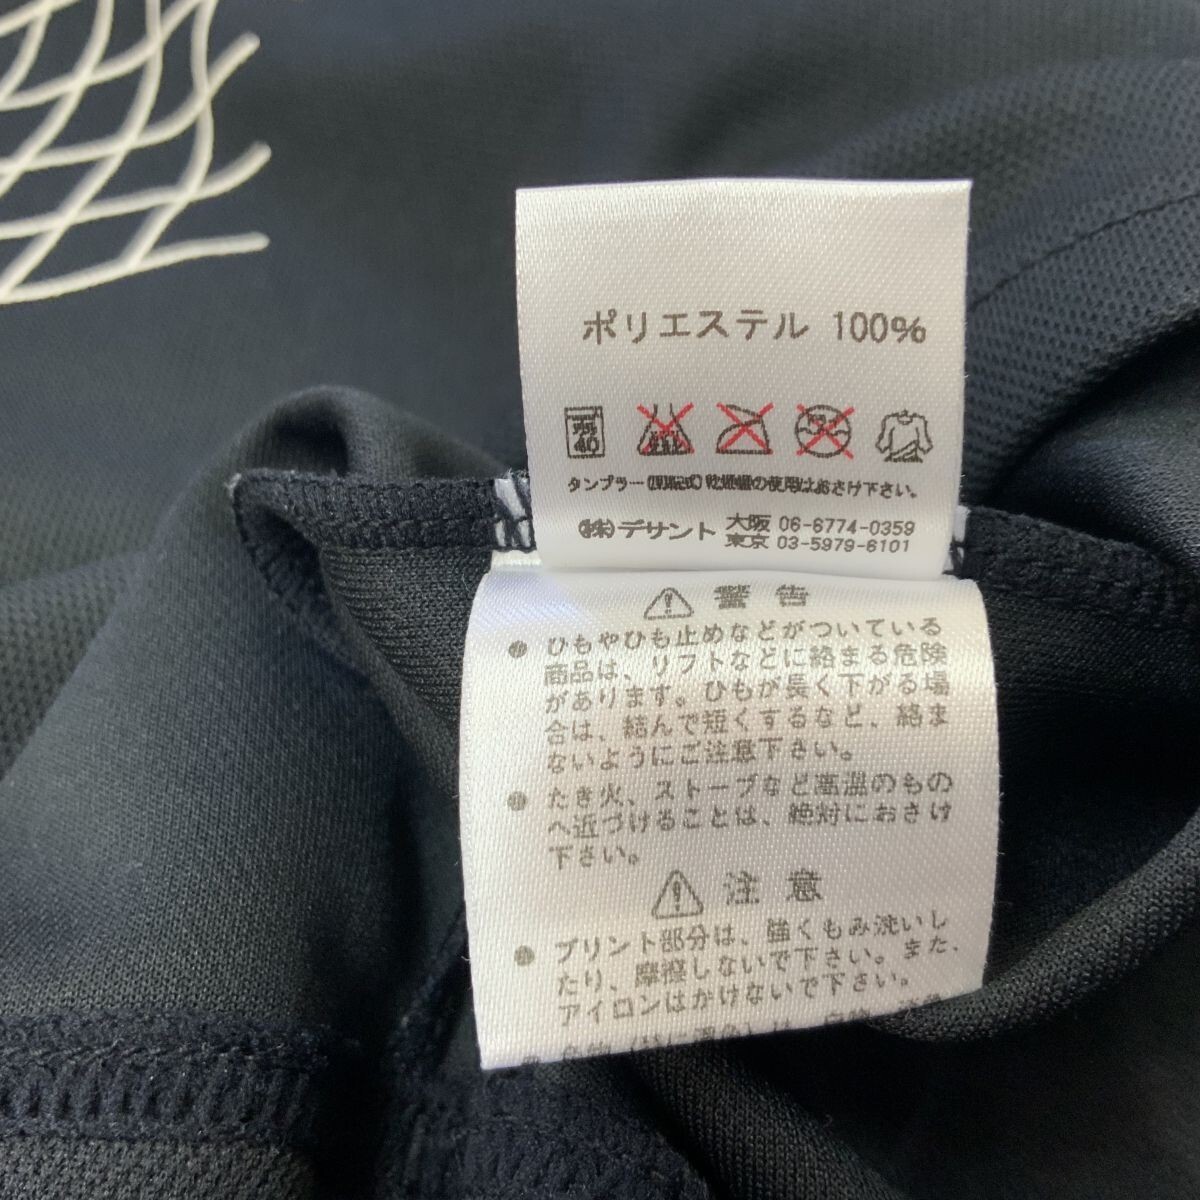 ポリエステル 100%
弱
40
タンブラー(回転式)乾燥機の使用はおさけ下さい。
(株)デサント 大阪 06-6774-0359
東京 03-5979-6101
警告
● ひもやひも止めなどがついている
商品は、リフトなどに絡まる危険
があります。ひもが長く下がる場
合は、結んで短くするなど、絡ま
ないようにご注意下さい。
● たき火、ストーブなど高温のもの
へ近づけることは、絶対におさけ
下さい。
注意
● プリント部分は、強くもみ洗いし
たり、摩擦しないで下さい。また、
アイロンはかけないで下さい。